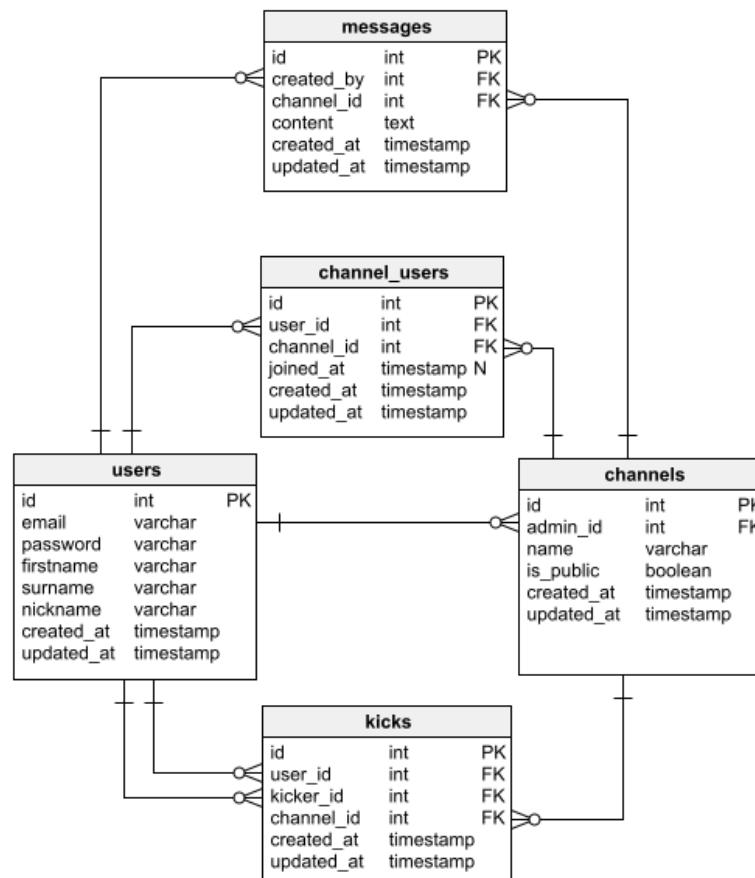 messages
id int PK
created_by int FK
channel_id int FK
content text
created_at timestamp
updated_at timestamp
channel_users
id int PK
user_id int FK
channel_id int FK
joined_at timestamp N
created_at timestamp
updated_at timestamp
users
id int PK
email varchar
password varchar
firstname varchar
surname varchar
nickname varchar
created_at timestamp
updated_at timestamp
channels
id int PK
admin_id int FK
name varchar
is_public boolean
created_at timestamp
updated_at timestamp
kicks
id int PK
user_id int FK
kicker_id int FK
channel_id int FK
created_at timestamp
updated_at timestamp